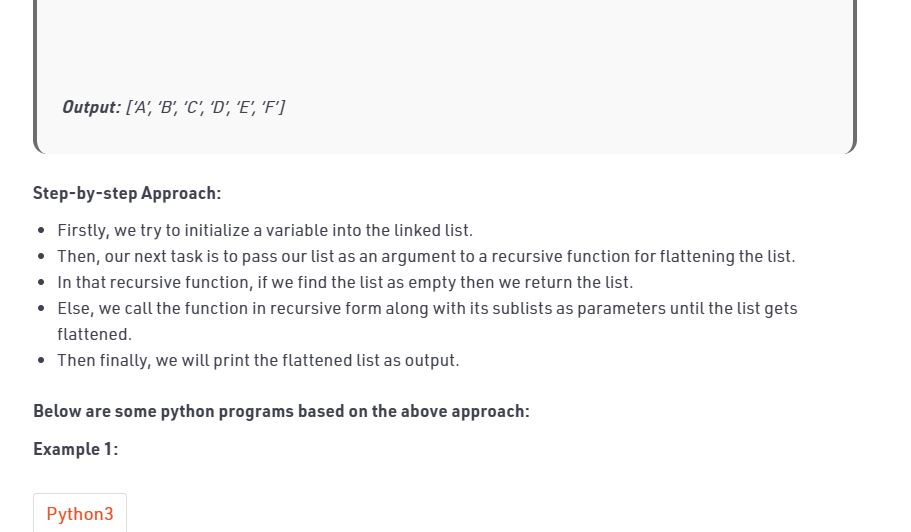 Output: [‘A’, ‘B’, ‘C’, ‘D’, ‘E’, ‘F’]
Step-by-step Approach:
Firstly, we try to initialize a variable into the linked list.
Then, our next task is to pass our list as an argument to a recursive function for flattening the list.
In that recursive function, if we find the list as empty then we return the list.
Else, we call the function in recursive form along with its sublists as parameters until the list gets
flattened.
Then finally, we will print the flattened list as output.
Below are some python programs based on the above approach:
Example 1:
Python3